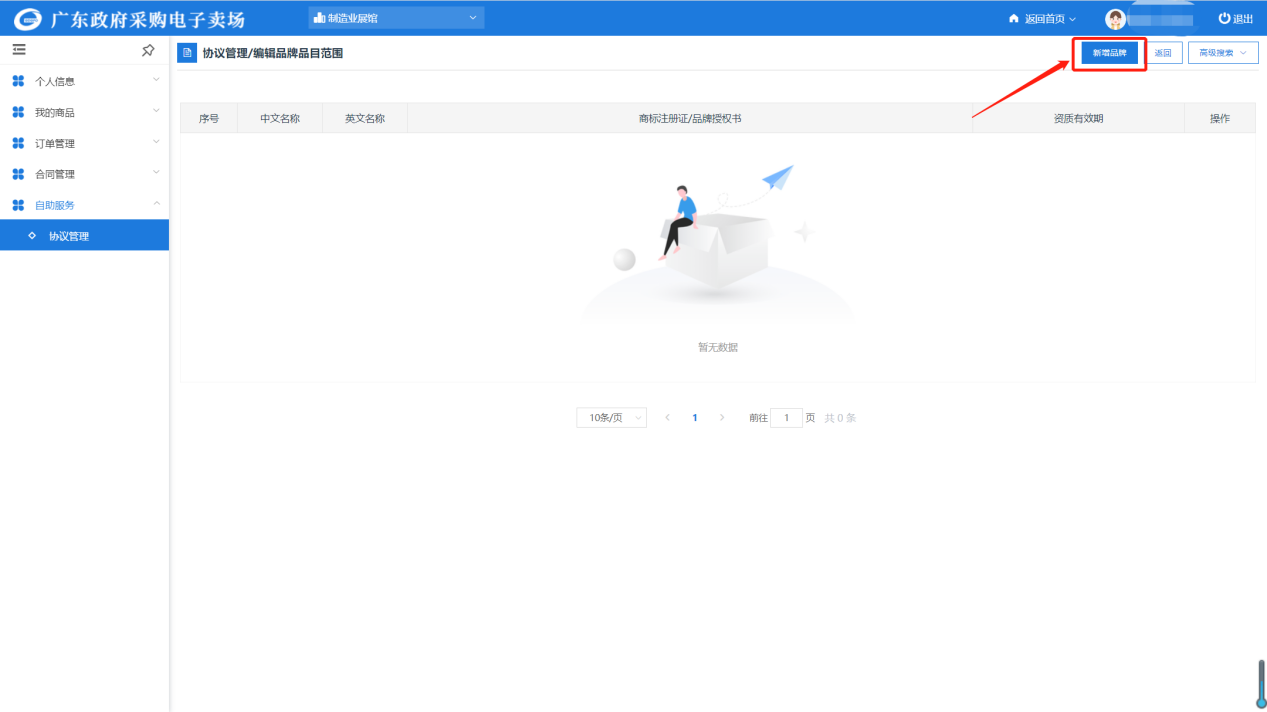 广东政府采购电子卖场
制造业展馆
返回首页
退出
协议管理/编辑品牌品目范围
新增品牌
返回
高级搜索
个人信息
我的商品
订单管理
合同管理
自助服务
协议管理
序号 中文名称 英文名称 商标注册证/品牌授权书 资质有效期 操作
暂无数据
10条/页 1 前往 1 页 共 0 条